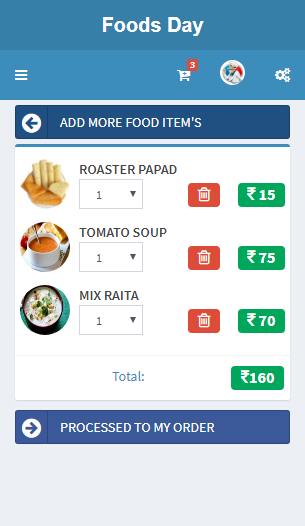 Foods Day
3
ADD MORE FOOD ITEM'S
ROASTER PAPAD
1 ₹ 15
TOMATO SOUP
1 ₹ 75
MIX RAITA
1 ₹ 70
Total: ₹160
PROCESSED TO MY ORDER